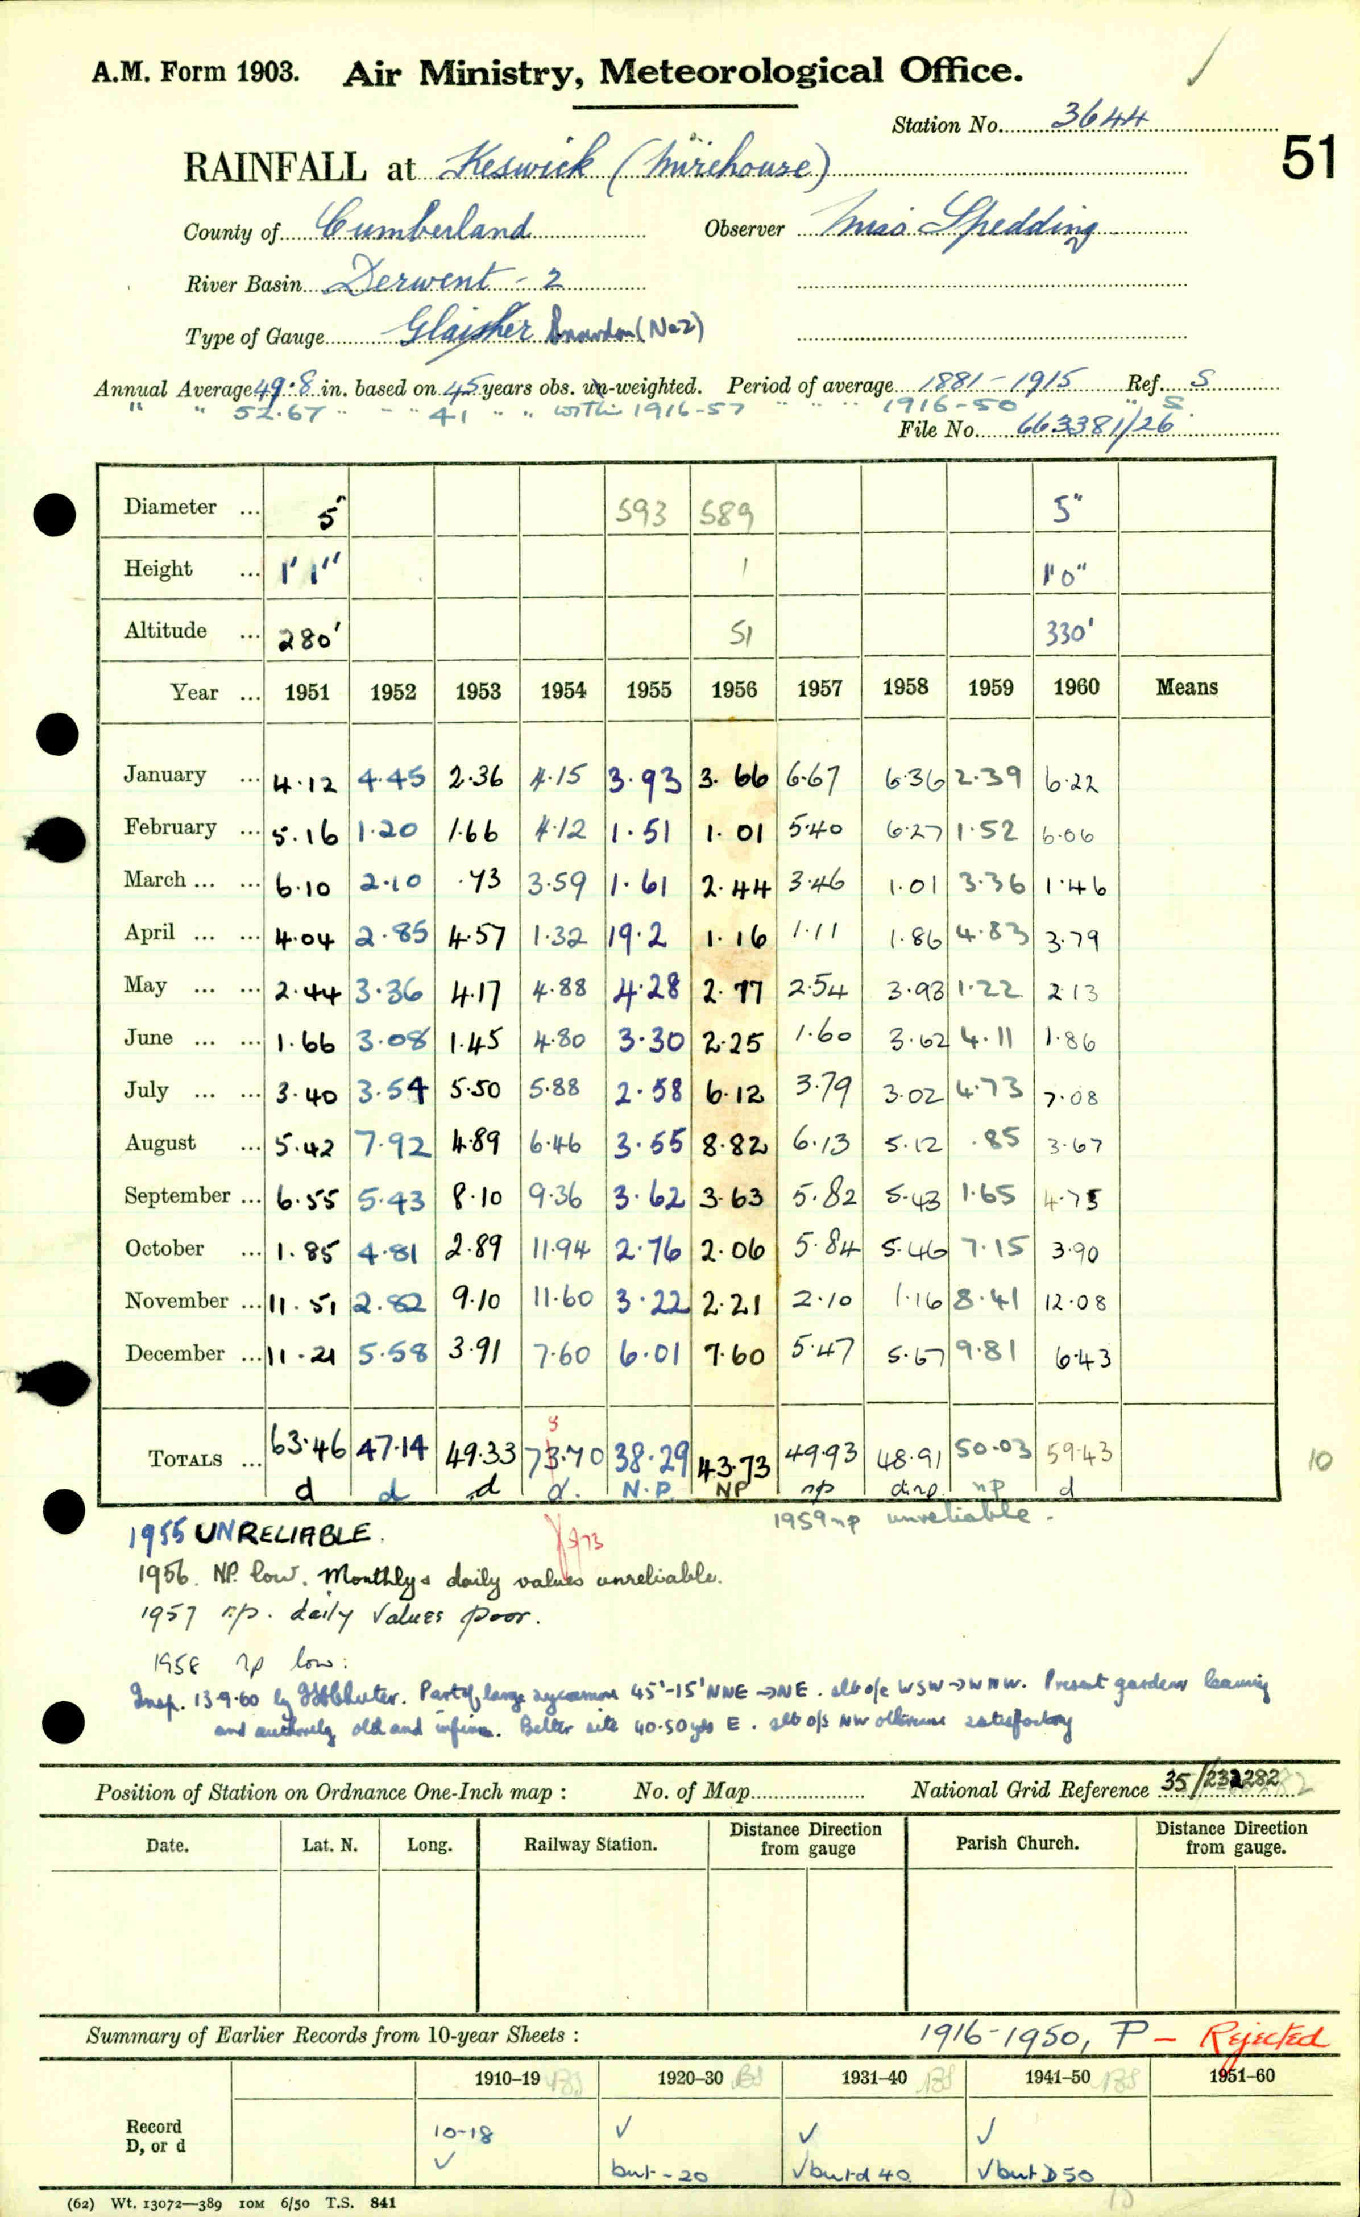 A.M. Form 1903. Air Ministry, Meteorological Office.
Station No. 3644
51
RAINFALL at Keswick (Mirehouse)
County of Cumberland Observer Miss Spedding
River Basin Derwent - 2
Type of Gauge Glaisher Snowdon (No 2)
Annual Average 49.8 in. based on 45 years obs. un-weighted. Period of average 1881-1915 Ref. S
" " 52.67 " " " 41 " " with 1916-57 " " " 1916-50 " S.
File No. 663381/26
Diameter ... 5" 593 589 5"
Height ... 1' 1" 1 1'0"
Altitude ... 280' 51 330'
Year ... 1951 1952 1953 1954 1955 1956 1957 1958 1959 1960 Means
January ... 4.12 4.45 2.36 4.15 3.93 3.66 6.67 6.36 2.39 6.22
February ... 5.16 1.20 1.66 4.12 1.51 1.01 5.40 6.27 1.52 6.06
March ... ... 6.10 2.10 .73 3.59 1.61 2.44 3.46 1.01 3.36 1.46
April ... ... 4.04 2.85 4.57 1.32 19.2 1.16 1.11 1.86 4.83 3.79
May ... ... 2.44 3.36 4.17 4.88 4.28 2.77 2.54 3.93 1.22 2.13
June ... ... 1.66 3.08 1.45 4.80 3.30 2.25 1.60 3.62 4.11 1.86
July ... ... 3.40 3.54 5.50 5.88 2.58 6.12 3.79 3.02 4.73 7.08
August ... 5.42 7.92 4.89 6.46 3.55 8.82 6.13 5.12 .85 3.67
September ... 6.55 5.43 8.10 9.36 3.62 3.63 5.82 5.43 1.65 4.75
October ... 1.85 4.81 2.89 11.94 2.76 2.06 5.84 5.46 7.15 3.90
November ... 11.51 2.82 9.10 11.60 3.22 2.21 2.10 1.16 8.41 12.08
December ... 11.21 5.58 3.91 7.60 6.01 7.60 5.47 5.67 9.81 6.43
5
TOTALS ... 63.46 47.14 49.33 73.70 38.29 43.73 49.93 48.91 50.03 59.43
10
d d d d. N.P. NP np d.np. np d
1959 np unreliable.
1955 UNRELIABLE.
1956. NP. low. Monthly & daily values unreliable.
1957 n.p. daily values poor.
1958 np low:
Insp. 13.9.60 by Part of large sycamore 45'-15' NNE → NE. slb o/c WSW → WNW. Present gardener leaving
and old and infirm. Better site 40-50 yds E. slb o/s NW otherwise satisfactory
Position of Station on Ordnance One-Inch map : No. of Map National Grid Reference 35/232282
Date. Lat. N. Long. Railway Station. Distance Direction from gauge Parish Church. Distance Direction from gauge.
Summary of Earlier Records from 10-year Sheets : 1916-1950, P - Rejected
1910–19 BS 1920–30 BS 1931–40 BS 1941–50 BS 1951–60
Record D, or d 10-18 ✓ ✓ but -20 ✓ ✓ but d 40 ✓ ✓ but D 50
(62) Wt. 13072—389 10M 6/50 T.S. 841